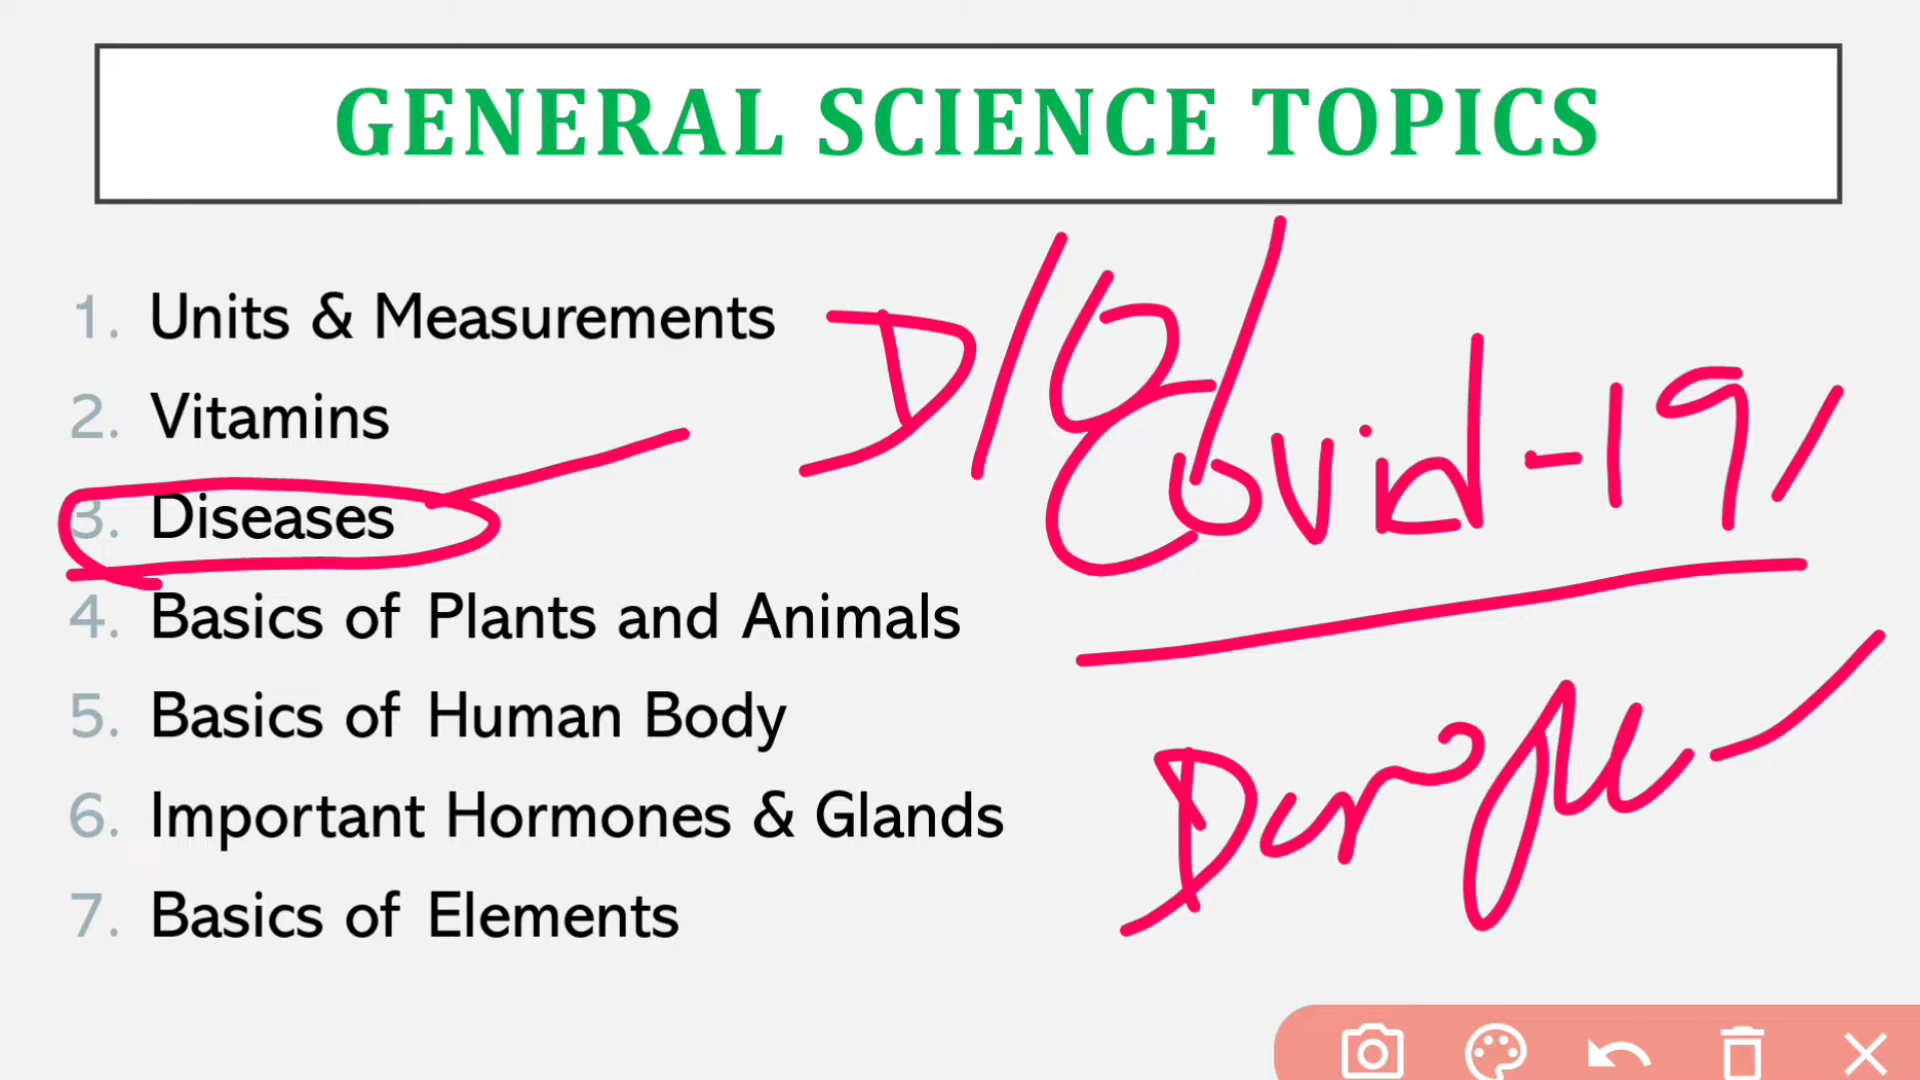 GENERAL SCIENCE TOPICS
1. Units & Measurements
2. Vitamins
3. Diseases
4. Basics of Plants and Animals
5. Basics of Human Body
6. Important Hormones & Glands
7. Basics of Elements
D/
Covid-19,